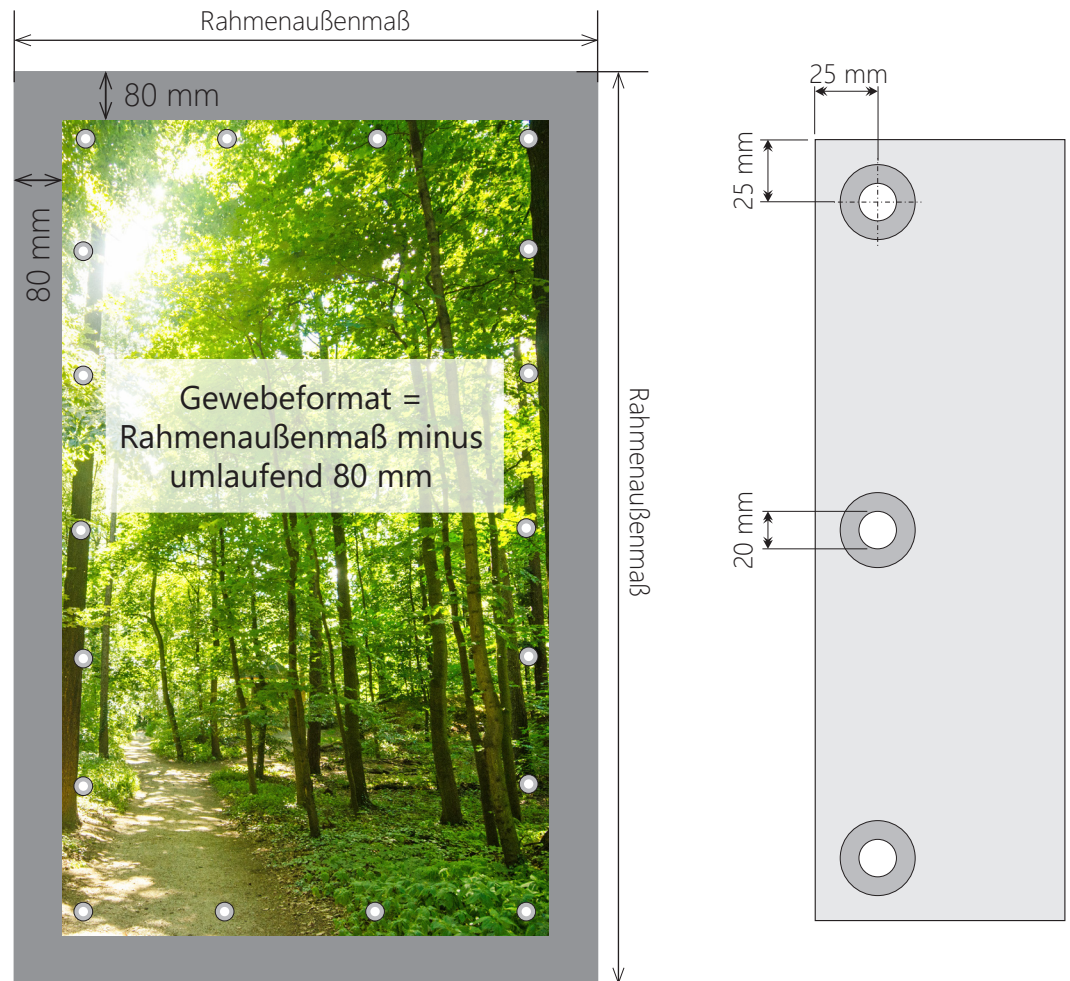 Rahmenaußenmaß
80 mm
80 mm
Gewebeformat =
Rahmenaußenmaß minus
umlaufend 80 mm
Rahmenaußenmaß
25 mm
25 mm
20 mm